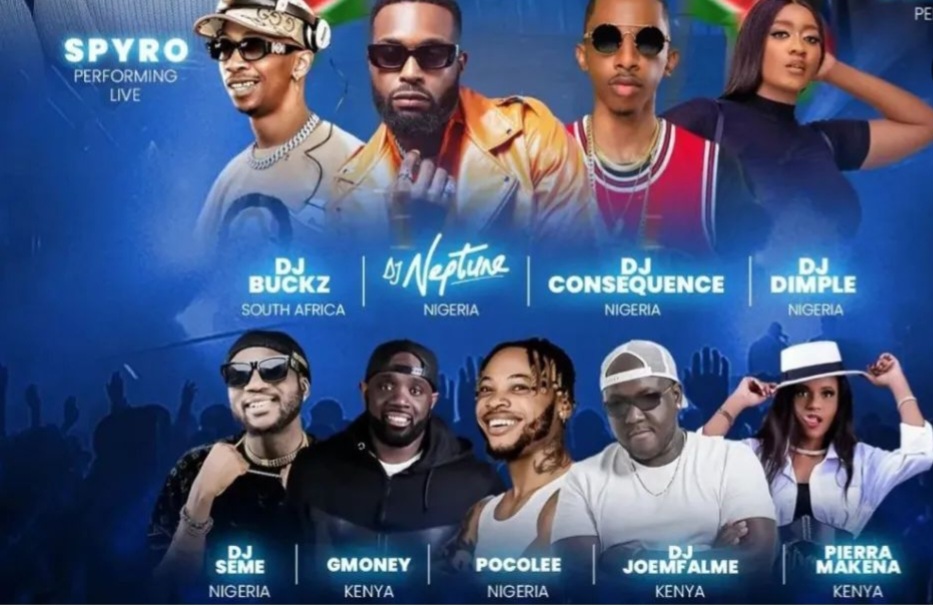 PE
SPYRO
PERFORMING
LIVE
DJ
BUCKZ
SOUTH AFRICA
DJ Neptune
NIGERIA
DJ
CONSEQUENCE
NIGERIA
DJ
DIMPLE
NIGERIA
DJ
SEME
NIGERIA
GMONEY
KENYA
POCOLEE
NIGERIA
DJ
JOEMFALME
KENYA
PIERRA
MAKENA
KENYA